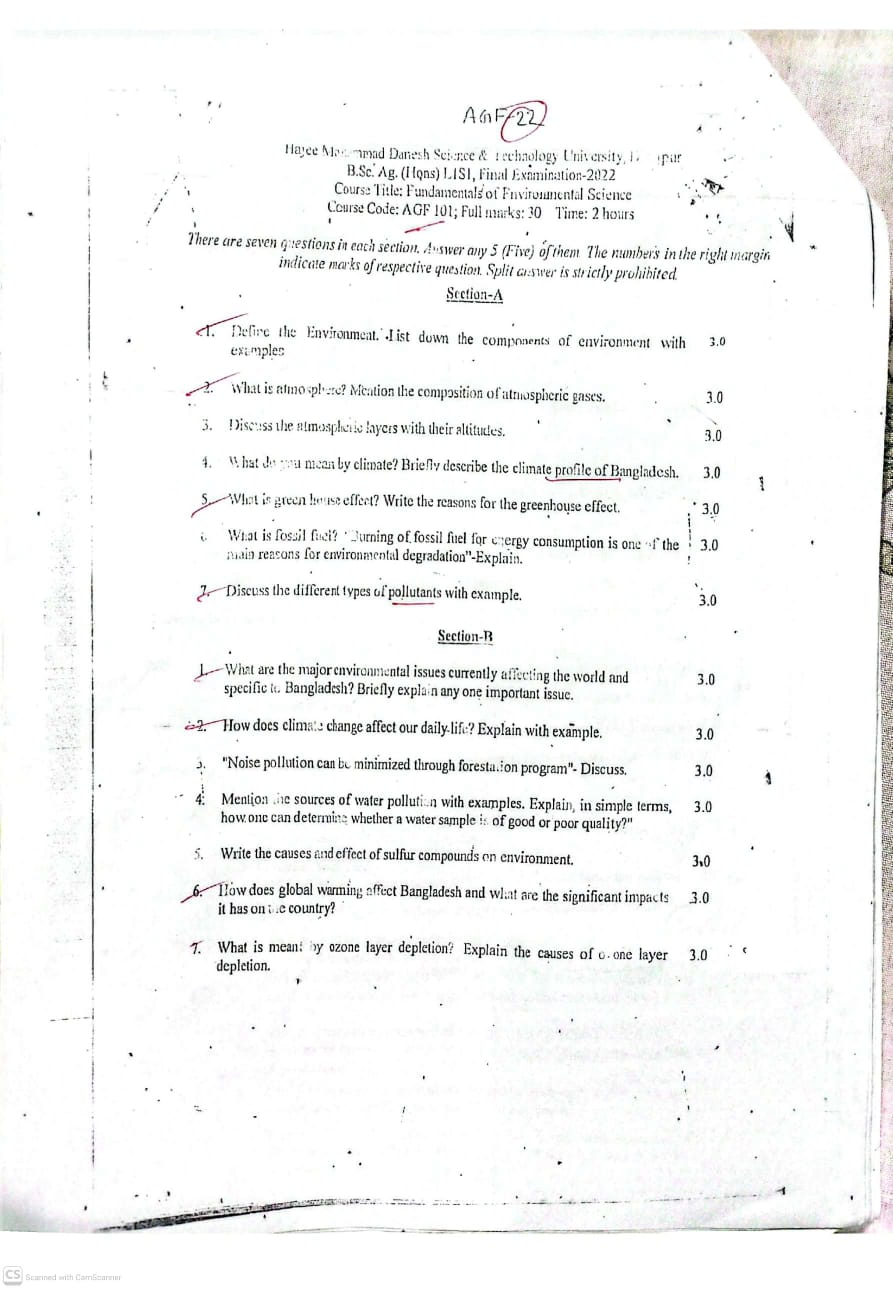 AGF-22
Hajee Mohammad Danesh Science & Technology University,
B.Sc. Ag. (Hons) L1S1, Final Examination-2022
Course Title: Fundamentals of Environmental Science
Course Code: AGF 101; Full marks: 30 Time: 2 hours
There are seven questions in each section. Answer any 5 (Five) of them. The numbers in the right margin
indicate marks of respective question. Split answer is strictly prohibited.
Section-A
1. Define the Environment. List down the components of environment with 3.0
examples
2. What is atmosphere? Mention the composition of atmospheric gases. 3.0
3. Discuss the atmospheric layers with their altitudes. 3.0
4. What do you mean by climate? Briefly describe the climate profile of Bangladesh. 3.0
5. What is green house effect? Write the reasons for the greenhouse effect. 3.0
What is fossil fuel? "Burning of fossil fuel for energy consumption is one of the 3.0
main reasons for environmental degradation"-Explain.
7. Discuss the different types of pollutants with example. 3.0
Section-B
1. What are the major environmental issues currently affecting the world and 3.0
specific to Bangladesh? Briefly explain any one important issue.
2. How does climate change affect our daily life? Explain with example. 3.0
3. "Noise pollution can be minimized through forestation program"- Discuss. 3.0
4. Mention the sources of water pollution with examples. Explain, in simple terms, 3.0
how one can determine whether a water sample is of good or poor quality?"
5. Write the causes and effect of sulfur compounds on environment. 3.0
6. How does global warming affect Bangladesh and what are the significant impacts 3.0
it has on the country?
7. What is meant by ozone layer depletion? Explain the causes of ozone layer 3.0
depletion.
CS Scanned with CamScanner